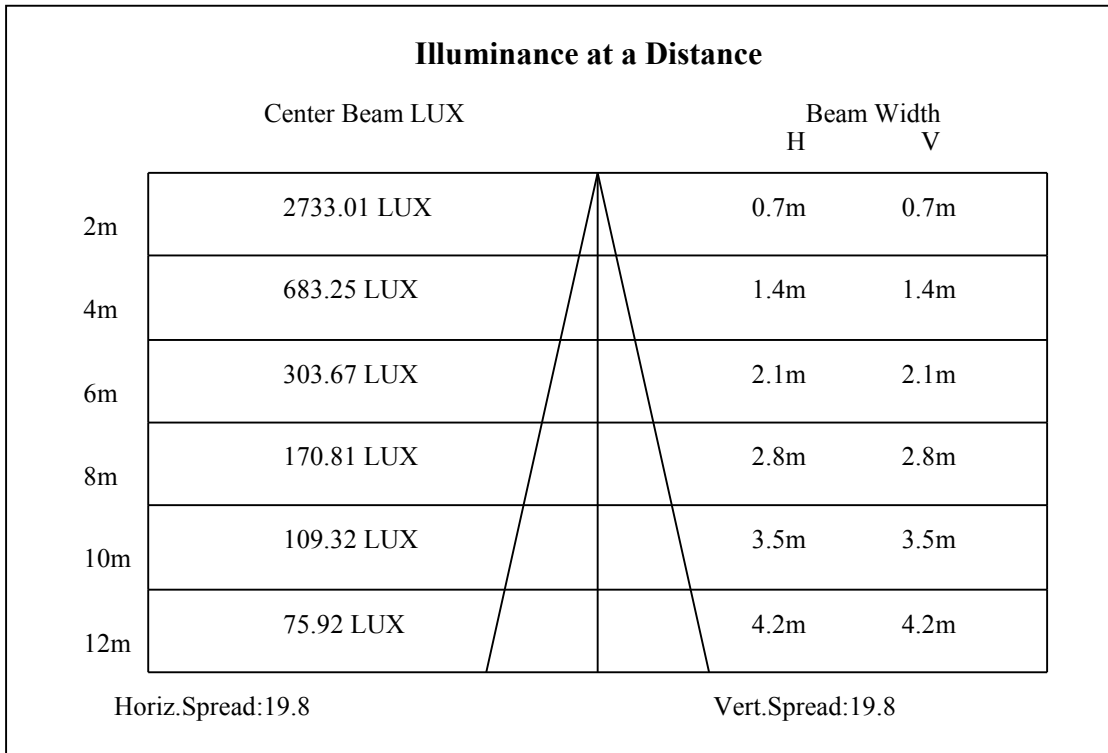 Illuminance at a Distance
Center Beam LUX Beam Width
H V
2m 2733.01 LUX 0.7m 0.7m
4m 683.25 LUX 1.4m 1.4m
6m 303.67 LUX 2.1m 2.1m
8m 170.81 LUX 2.8m 2.8m
10m 109.32 LUX 3.5m 3.5m
12m 75.92 LUX 4.2m 4.2m
Horiz.Spread:19.8 Vert.Spread:19.8